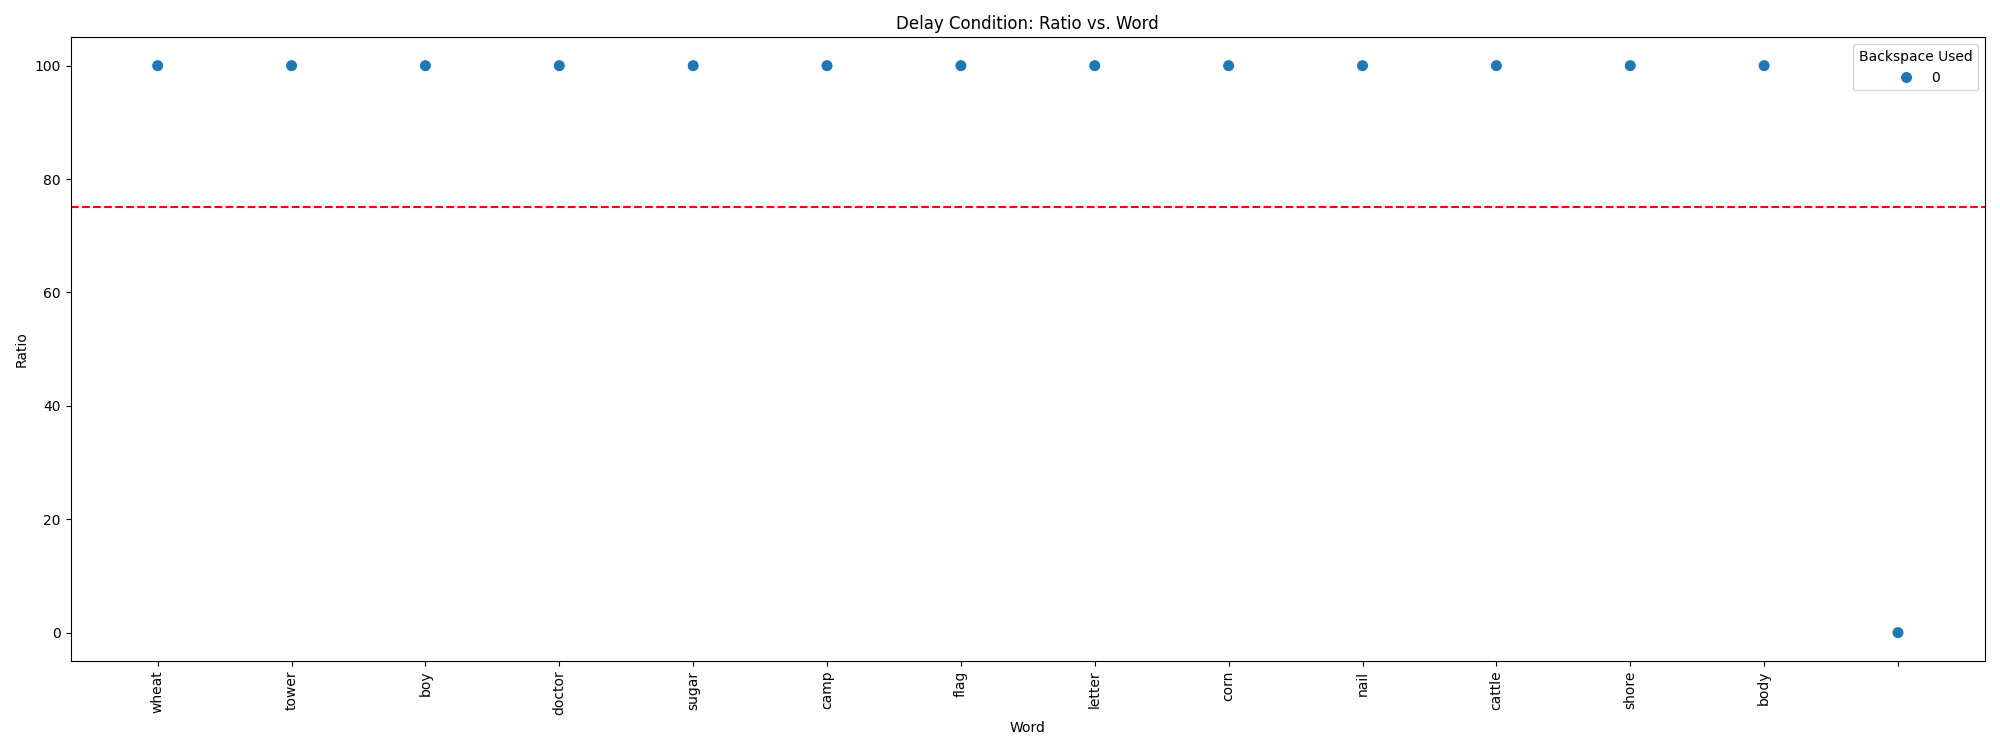 Delay Condition: Ratio vs. Word
Backspace Used
0
100
80
60
40
20
0
Ratio
wheat
tower
boy
doctor
sugar
camp
flag
letter
corn
nail
cattle
shore
body
Word